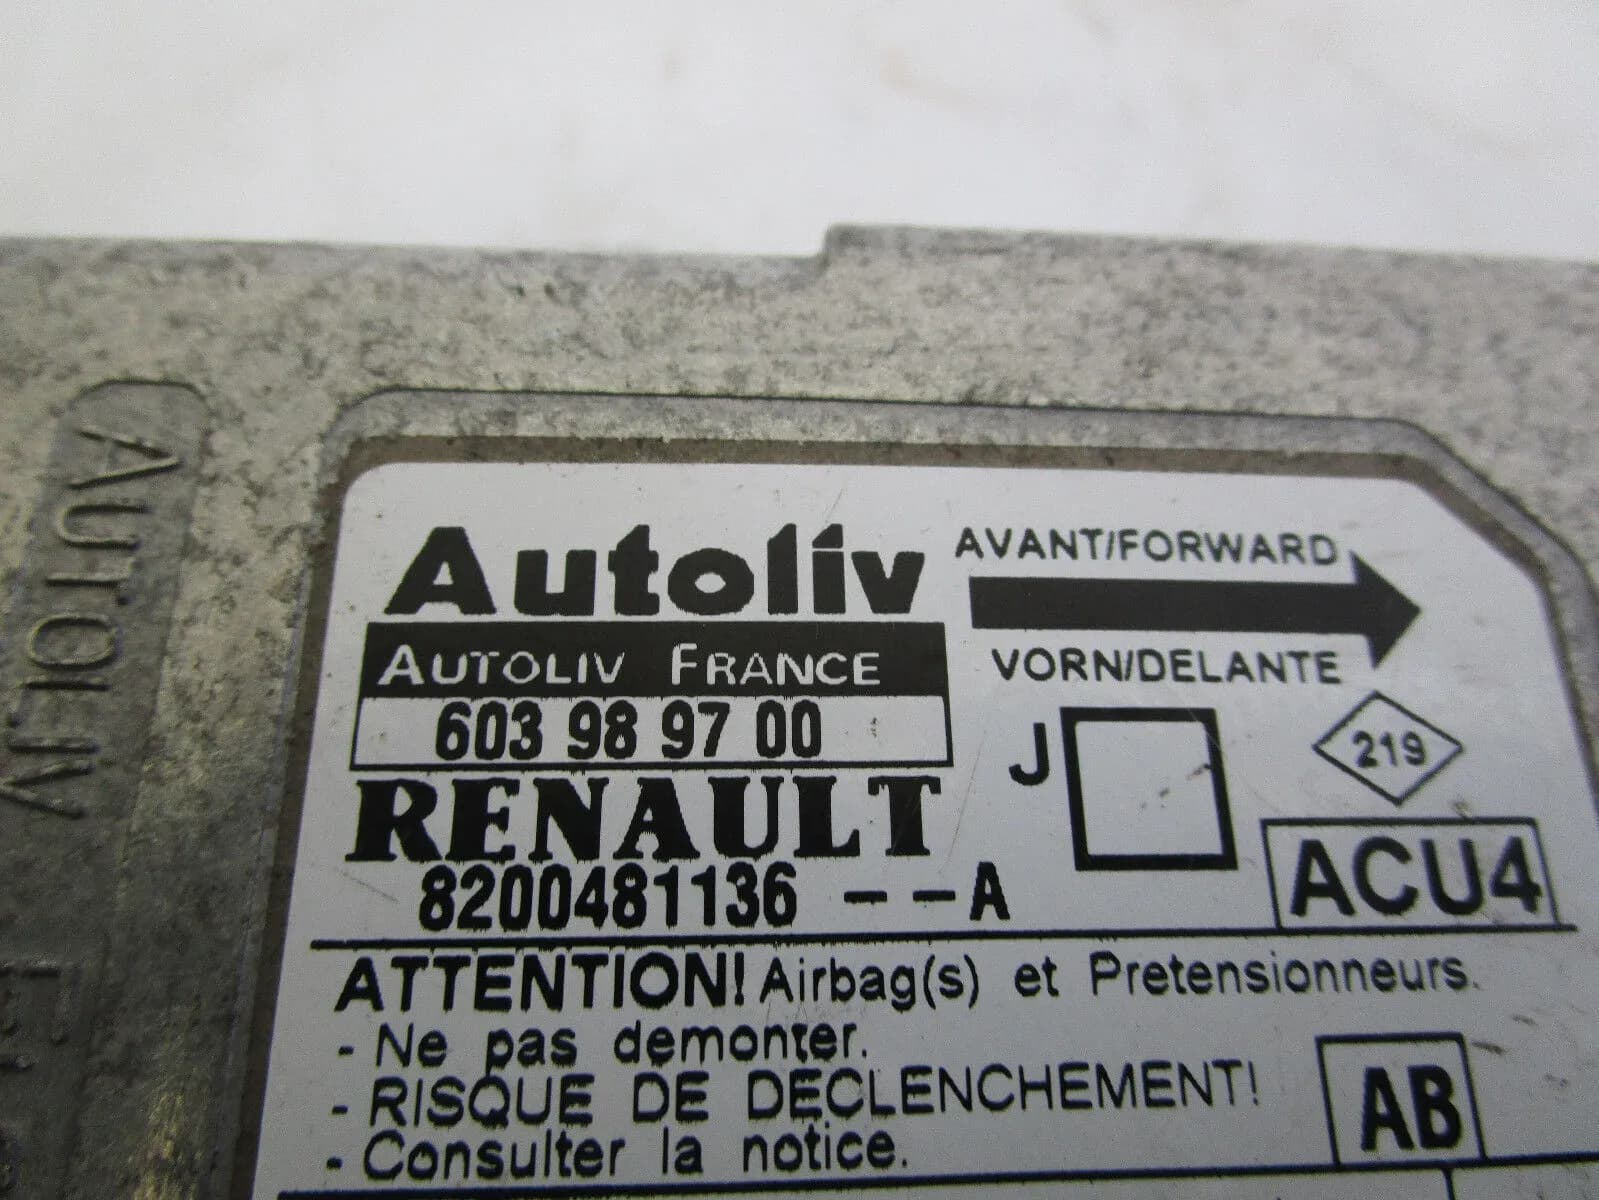 AUTOLIV
Autoliv
AVANT/FORWARD
AUTOLIV FRANCE
VORN/DELANTE
603 98 97 00
J
219
RENAULT
ACU4
8200481136 --A
ATTENTION! Airbag(s) et Pretensionneurs.
- Ne pas demonter.
- RISQUE DE DECLENCHEMENT!
AB
- Consulter la notice.